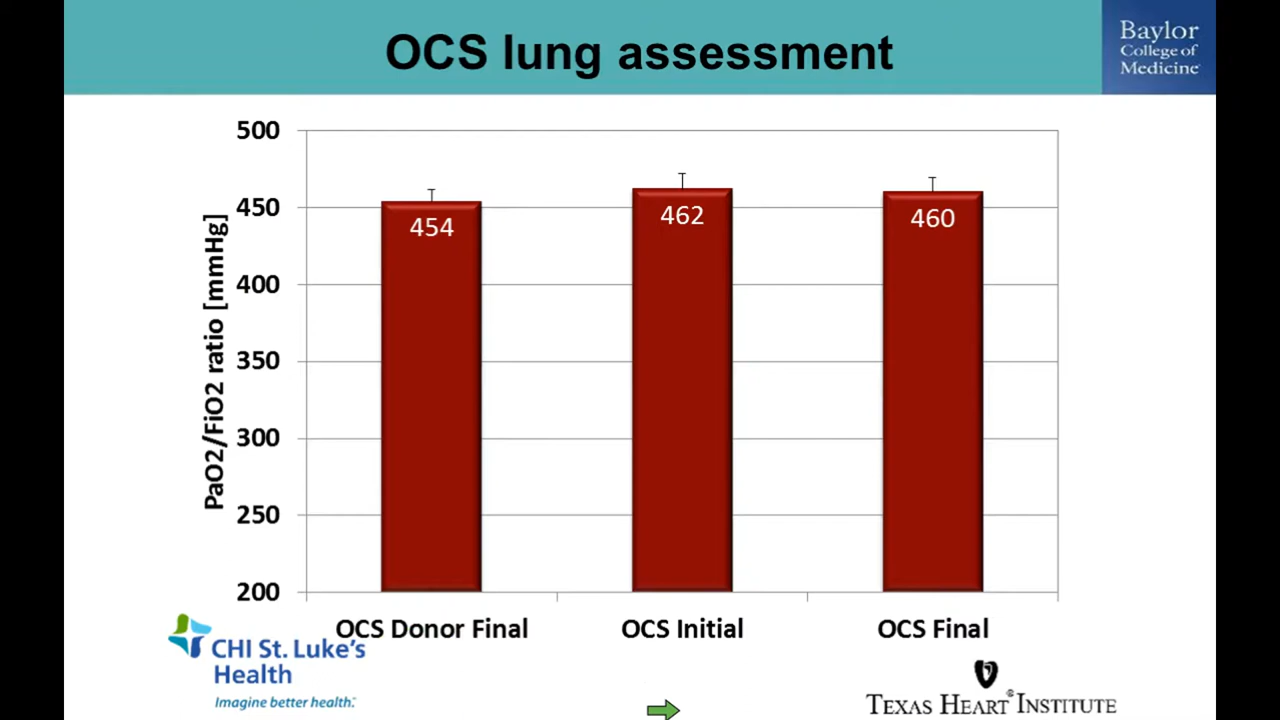 OCS lung assessment
Baylor
College of
Medicine
500
450
400
350
300
250
200
PaO2/FiO2 ratio [mmHg]
454
462
460
OCS Donor Final
OCS Initial
OCS Final
CHI St. Luke's
Health
Imagine better health.™
TEXAS HEART® INSTITUTE